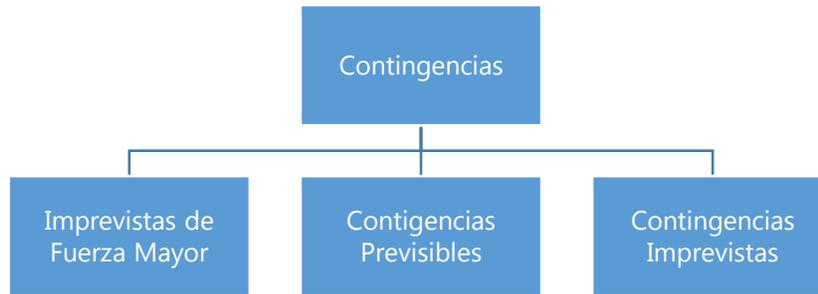 Contingencias
Imprevistas de
Fuerza Mayor
Contigencias
Previsibles
Contingencias
Imprevistas